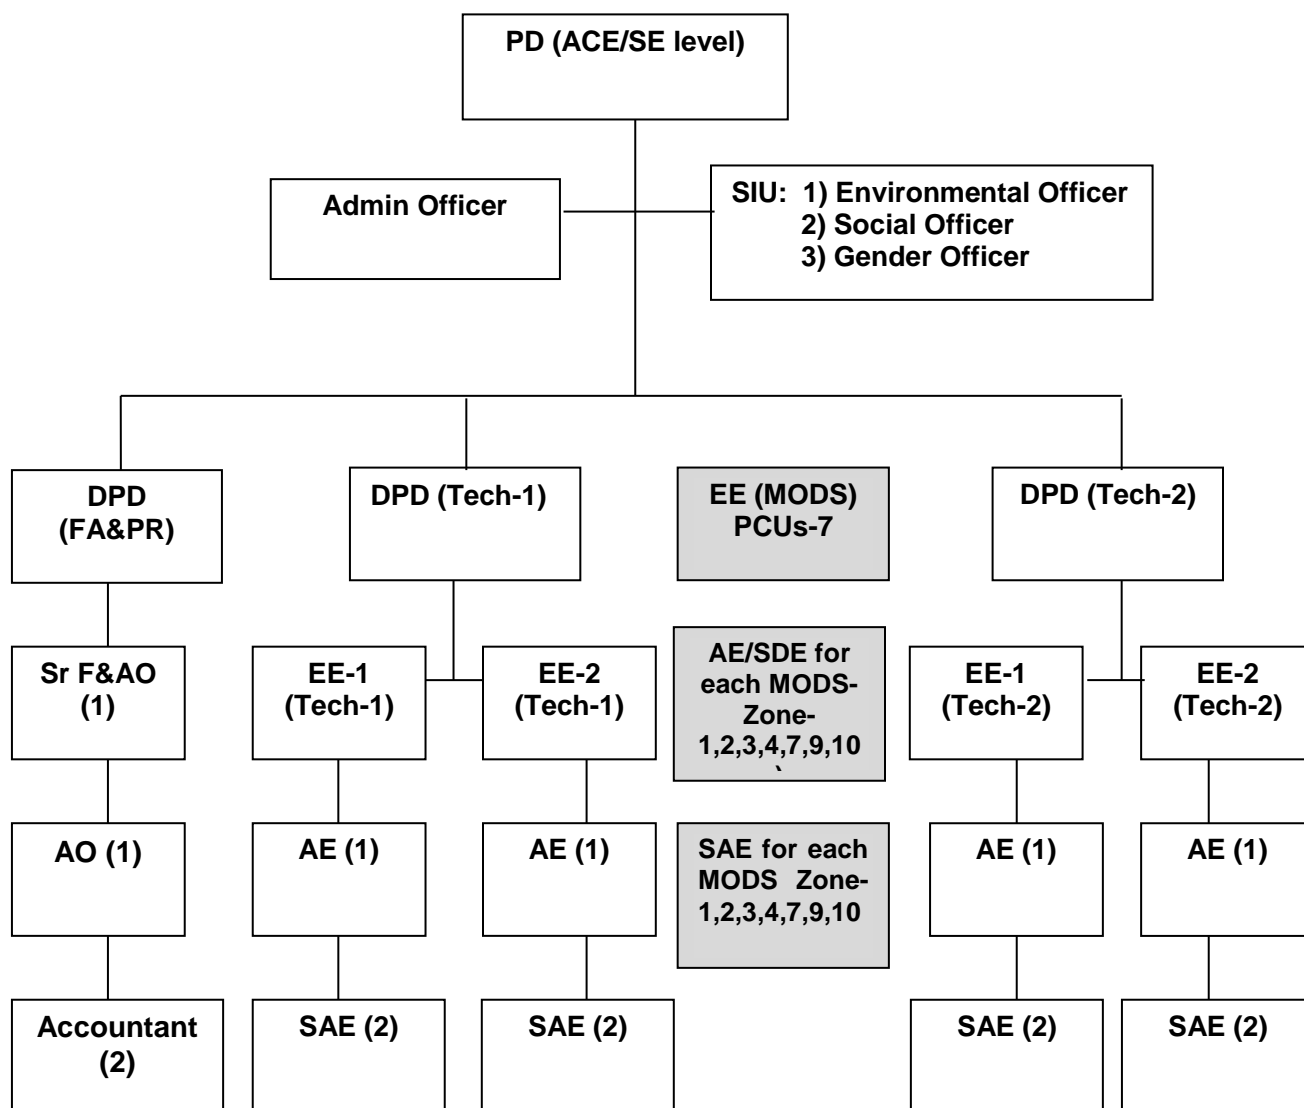 PD (ACE/SE level)
Admin Officer
SIU: 1) Environmental Officer
2) Social Officer
3) Gender Officer
DPD
(FA&PR)
DPD (Tech-1)
EE (MODS)
PCUs-7
DPD (Tech-2)
Sr F&AO
(1)
EE-1
(Tech-1)
EE-2
(Tech-1)
AE/SDE for
each MODS-
Zone-
1,2,3,4,7,9,10
)
EE-1
(Tech-2)
EE-2
(Tech-2)
AO (1)
AE (1)
AE (1)
SAE for each
MODS Zone-
1,2,3,4,7,9,10
AE (1)
AE (1)
Accountant
(2)
SAE (2)
SAE (2)
SAE (2)
SAE (2)